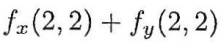 $f_x(2,2) + f_y(2,2)$